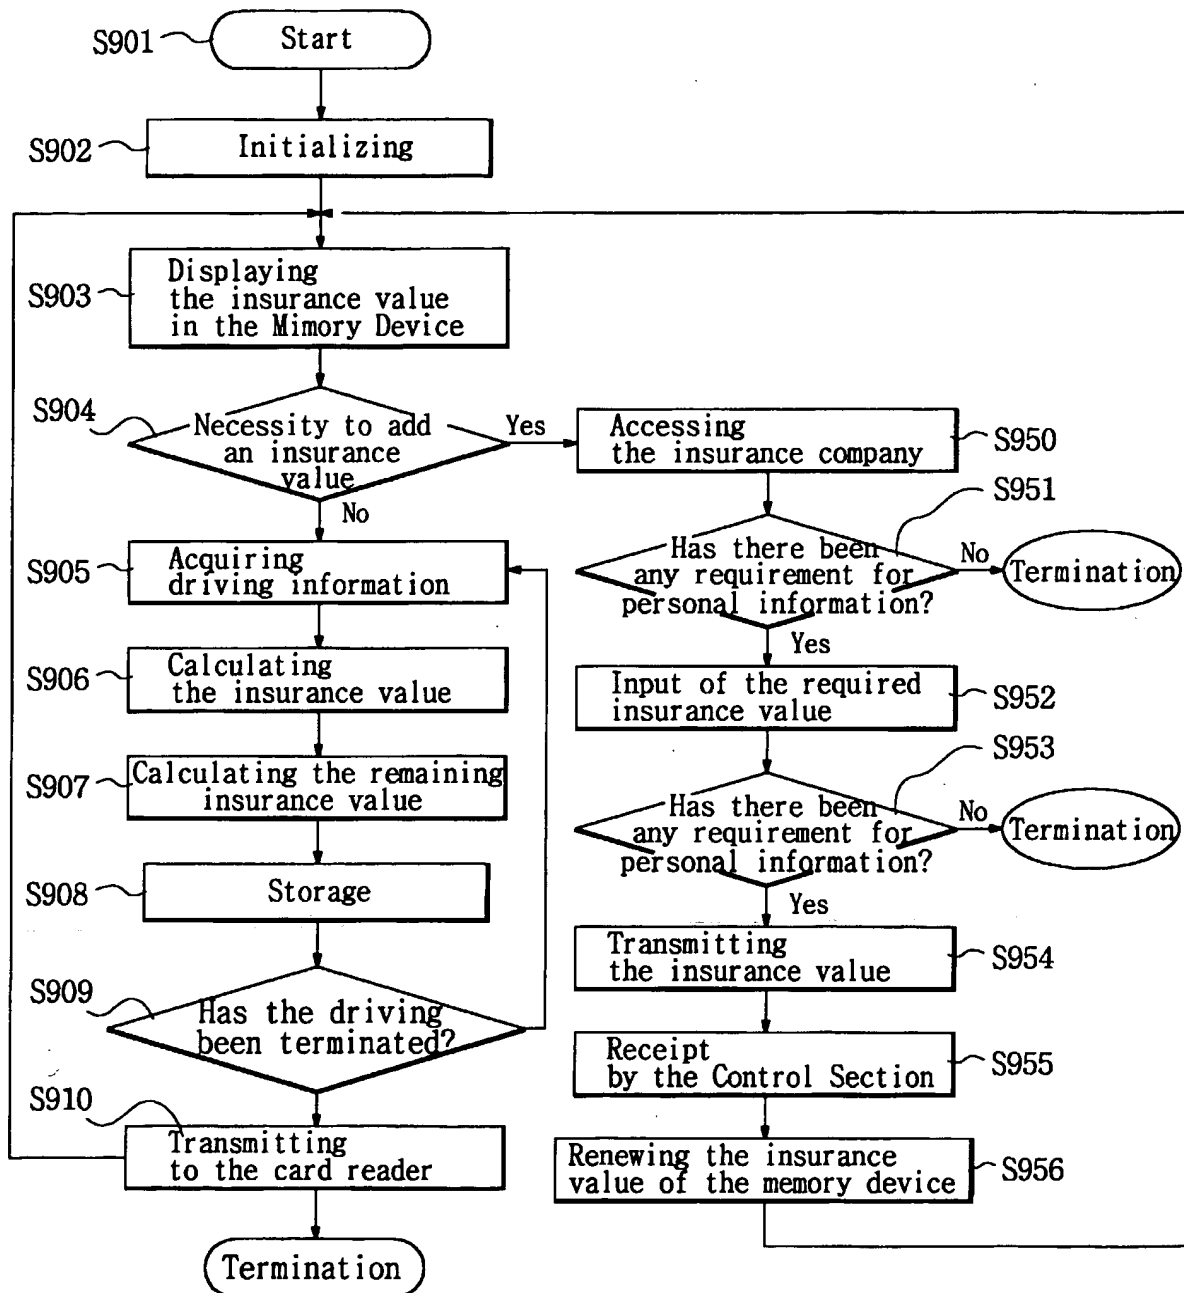 S901
Start
S902
Initializing
S903
Displaying
the insurance value
in the Mimory Device
S904
Necessity to add
an insurance
value
Yes
No
S905
Acquiring
driving information
S906
Calculating
the insurance value
S907
Calculating the remaining
insurance value
S908
Storage
S909
Has the driving
been terminated?
S910
Transmitting
to the card reader
Termination
Accessing
the insurance company
S950
S951
Has there been
any requirement for
personal information?
No
Termination
Yes
Input of the required
insurance value
S952
S953
Has there been
any requirement for
personal information?
No
Termination
Yes
Transmitting
the insurance value
S954
Receipt
by the Control Section
S955
Renewing the insurance
value of the memory device
S956